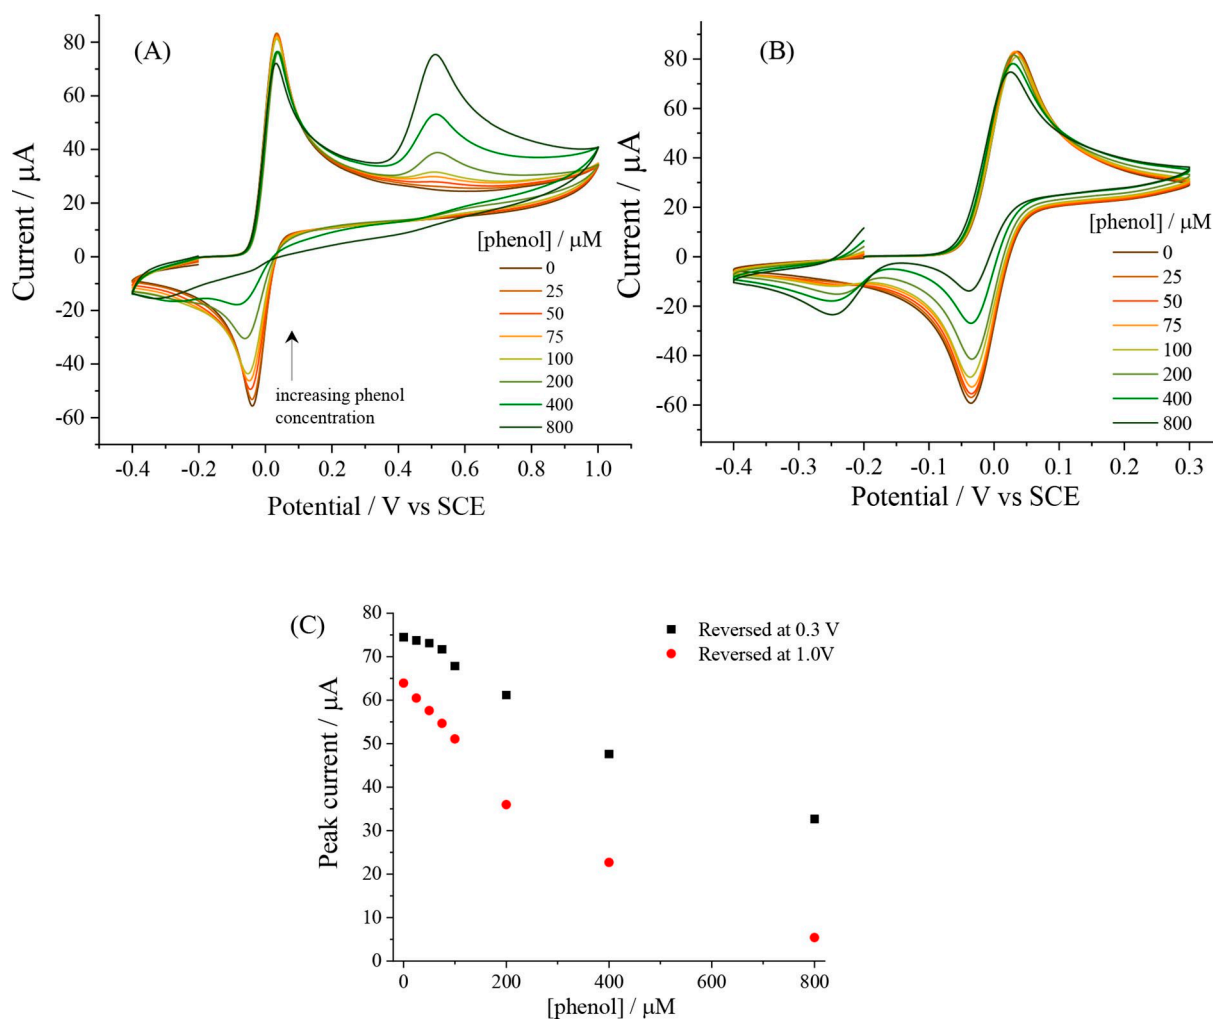 (A)
Current / μA
80
60
40
20
0
-20
-40
-60
-0.4 -0.2 0.0 0.2 0.4 0.6 0.8 1.0
Potential / V vs SCE
[phenol] / μM
0
25
50
75
100
200
400
800
increasing phenol
concentration
(B)
Current / μA
80
60
40
20
0
-20
-40
-60
-0.4 -0.3 -0.2 -0.1 0.0 0.1 0.2 0.3
Potential / V vs SCE
[phenol] / μM
0
25
50
75
100
200
400
800
(C)
Peak current / μA
80
70
60
50
40
30
20
10
0
0 200 400 600 800
[phenol] / μM
Reversed at 0.3 V
Reversed at 1.0V